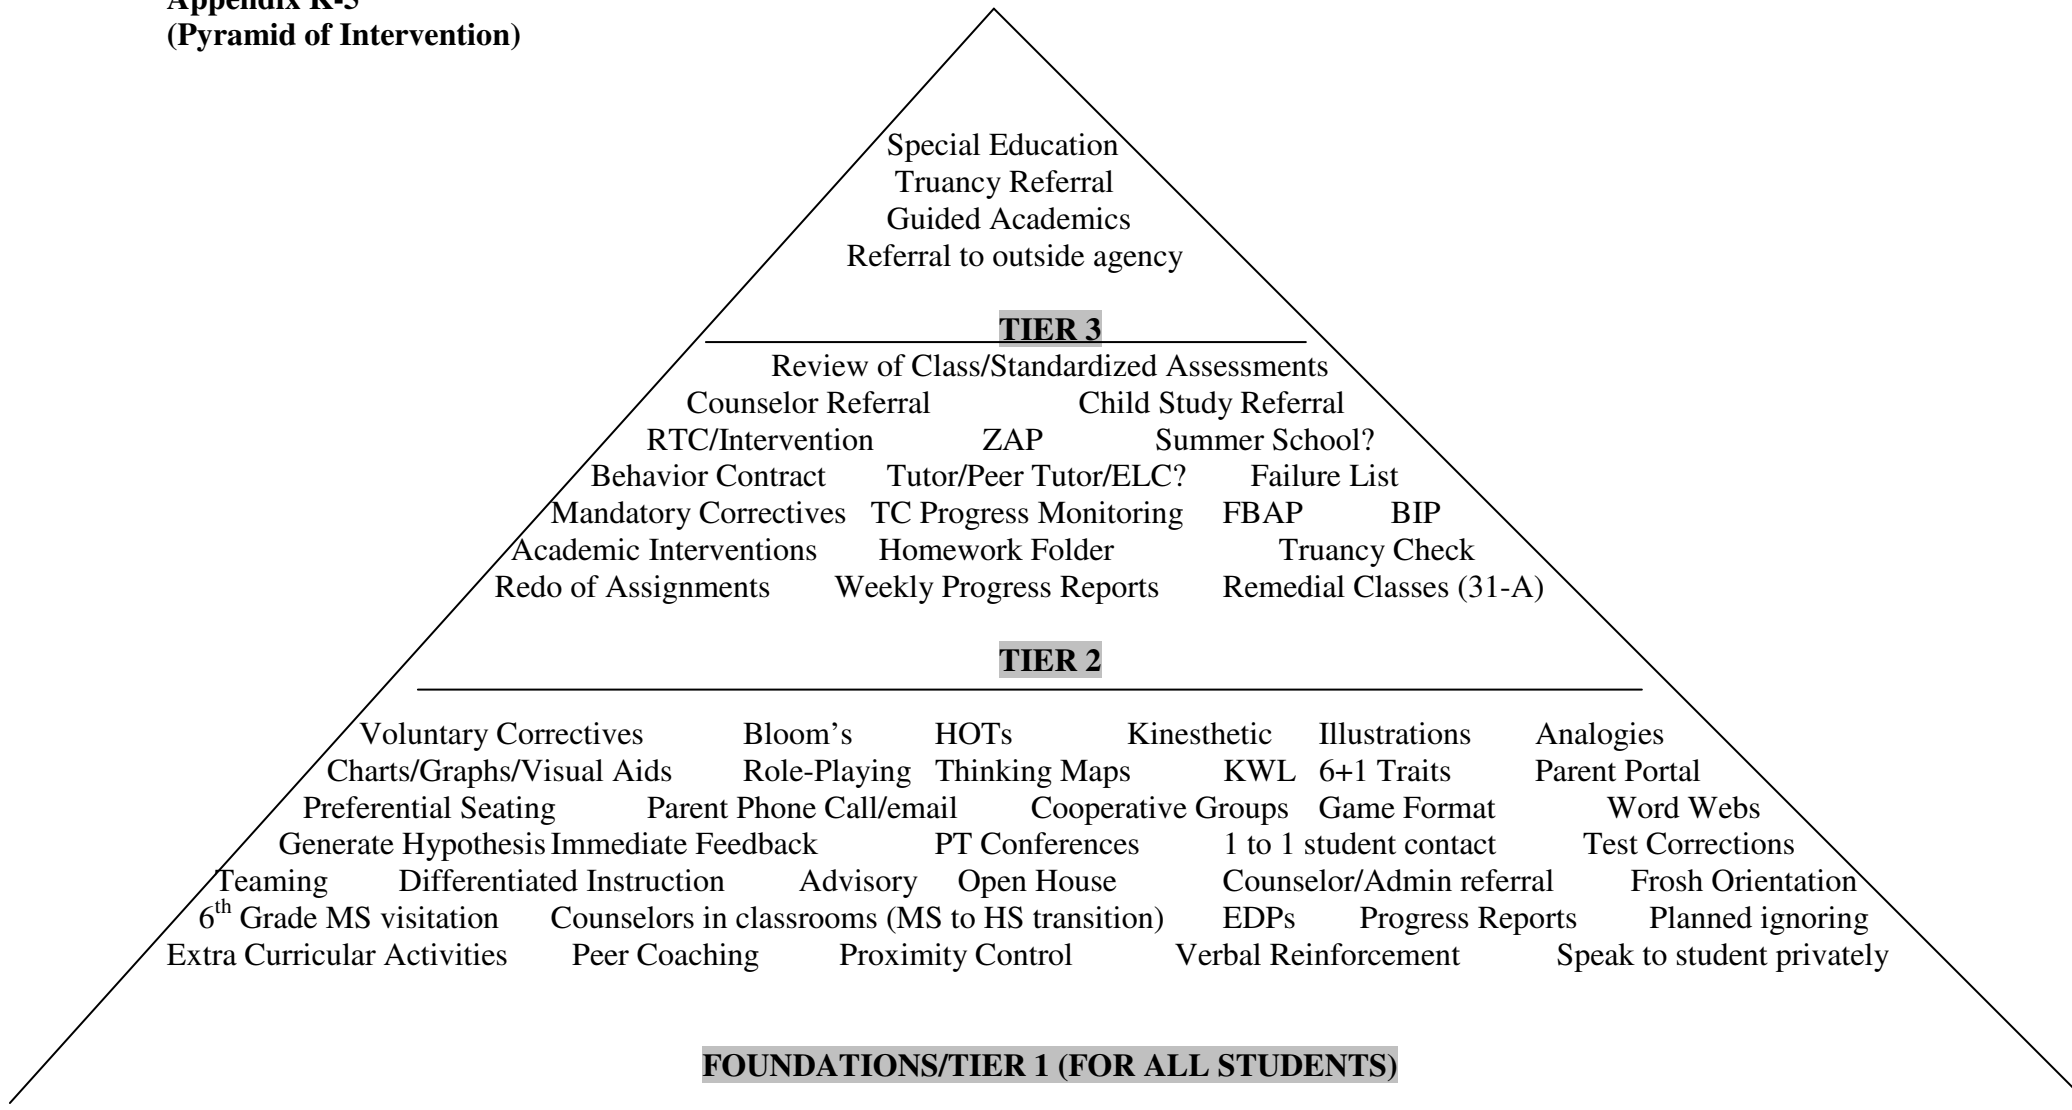 Appendix K-5
(Pyramid of Intervention)
Special Education
Truancy Referral
Guided Academics
Referral to outside agency
TIER 3
Review of Class/Standardized Assessments
Counselor Referral Child Study Referral
RTC/Intervention ZAP Summer School?
Behavior Contract Tutor/Peer Tutor/ELC? Failure List
Mandatory Correctives TC Progress Monitoring FBAP BIP
Academic Interventions Homework Folder Truancy Check
Redo of Assignments Weekly Progress Reports Remedial Classes (31-A)
TIER 2
Voluntary Correctives Bloom’s HOTs Kinesthetic Illustrations Analogies
Charts/Graphs/Visual Aids Role-Playing Thinking Maps KWL 6+1 Traits Parent Portal
Preferential Seating Parent Phone Call/email Cooperative Groups Game Format Word Webs
Generate Hypothesis Immediate Feedback PT Conferences 1 to 1 student contact Test Corrections
Teaming Differentiated Instruction Advisory Open House Counselor/Admin referral Frosh Orientation
6th Grade MS visitation Counselors in classrooms (MS to HS transition) EDPs Progress Reports Planned ignoring
Extra Curricular Activities Peer Coaching Proximity Control Verbal Reinforcement Speak to student privately
FOUNDATIONS/TIER 1 (FOR ALL STUDENTS)